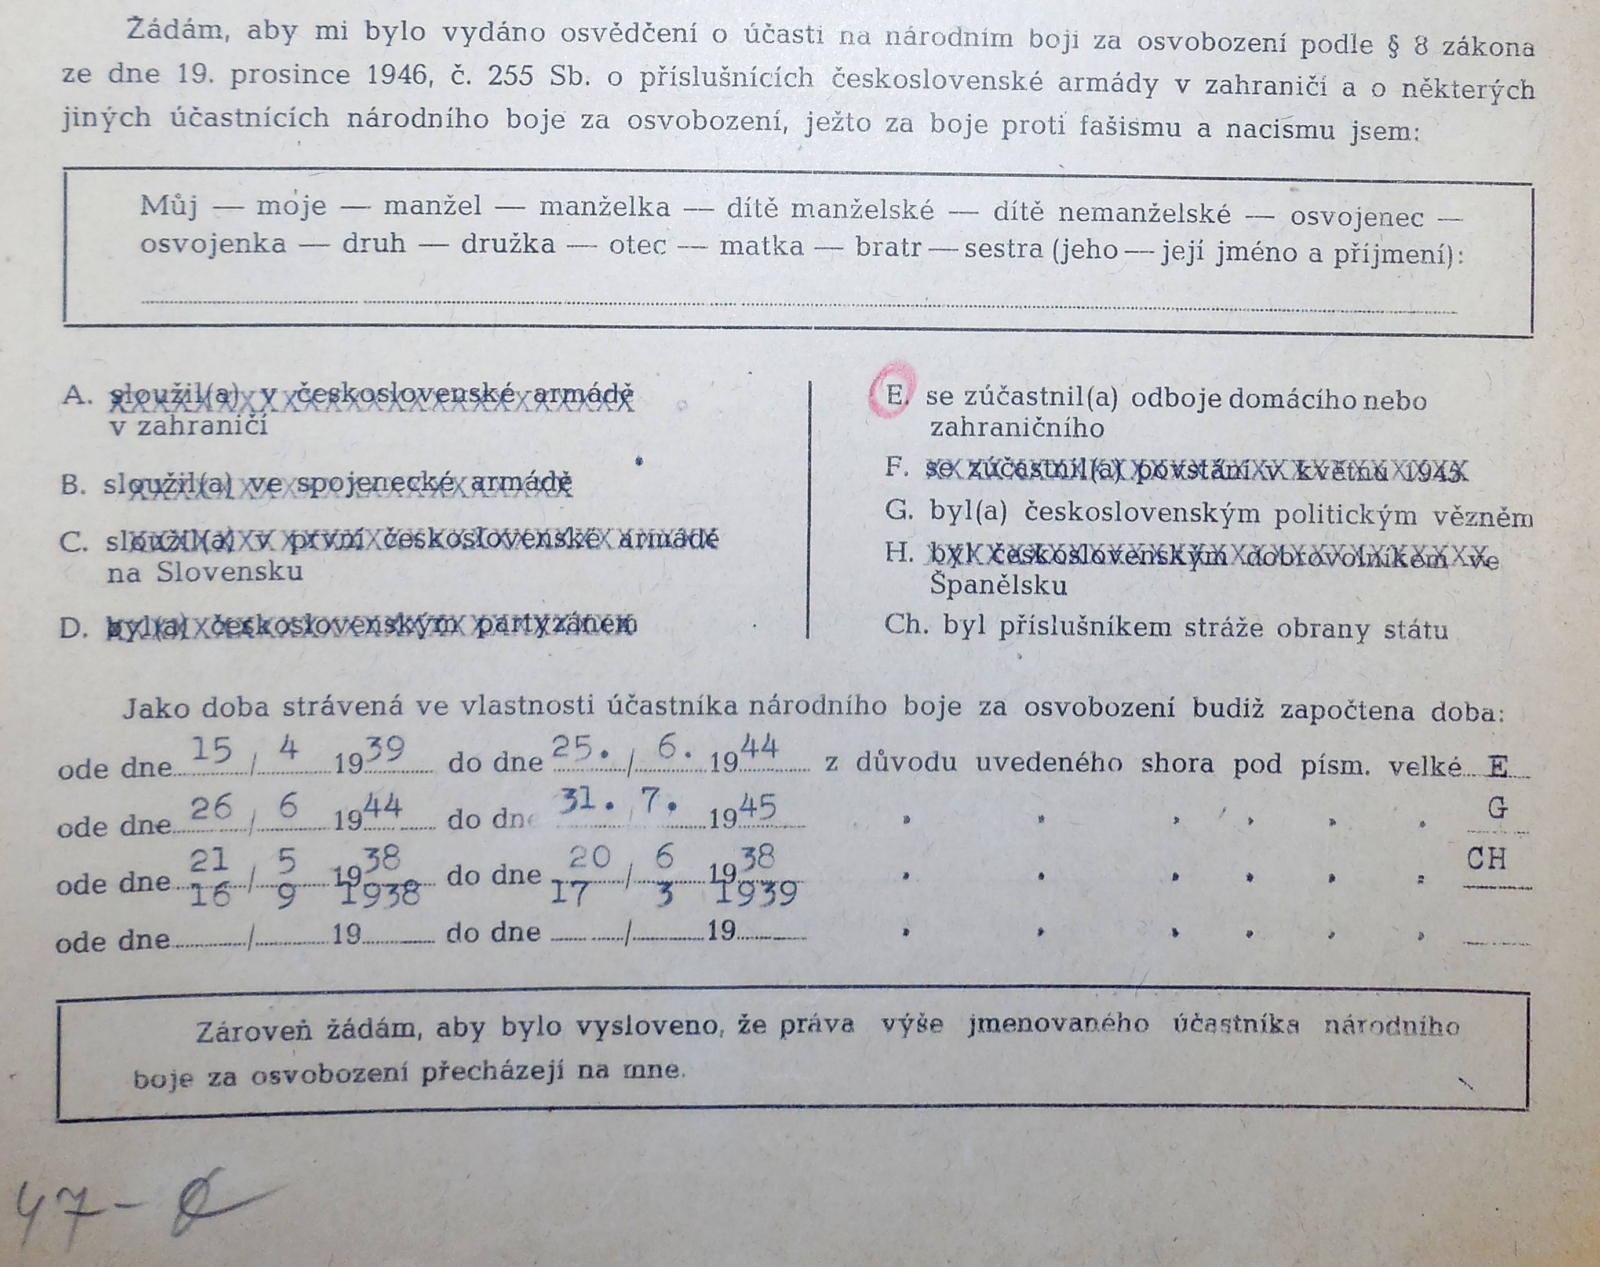 Žádám, aby mi bylo vydáno osvědčení o účasti na národním boji za osvobození podle § 8 zákona
ze dne 19. prosince 1946, č. 255 Sb. o příslušnících československé armády v zahraničí a o některých
jiných účastnících národního boje za osvobození, ježto za boje proti fašismu a nacismu jsem:
Můj — moje — manžel — manželka — dítě manželské — dítě nemanželské — osvojenec —
osvojenka — druh — družka — otec — matka — bratr — sestra (jeho — její jméno a příjmení):
A. sloužil(a) v československé armádě
v zahraničí
B. sloužil(a) ve spojenecké armádě
C. sloužil(a) v první československé armádě
na Slovensku
D. byl(a) československým partyzánem
E. se zúčastnil(a) odboje domácího nebo
zahraničního
F. se zúčastnil(a) povstání v květnu 1945
G. byl(a) československým politickým vězněm
H. byl československým dobrovolníkem ve
Španělsku
Ch. byl příslušníkem stráže obrany státu
Jako doba strávená ve vlastnosti účastníka národního boje za osvobození budiž započtena doba:
ode dne 15 / 4 1939 do dne 25. / 6. 1944 z důvodu uvedeného shora pod písm. velké E
ode dne 26 / 6 1944 do dne 31. 7. 1945 " " " " " " G
ode dne 21 / 5 1938 do dne 20 / 6 1938 " " " " " " CH
16 9 1938 17 3 1939
ode dne / 19 do dne / 19 " " " " " "
Zároveň žádám, aby bylo vysloveno, že práva výše jmenovaného účastníka národního
boje za osvobození přecházejí na mne.
47-